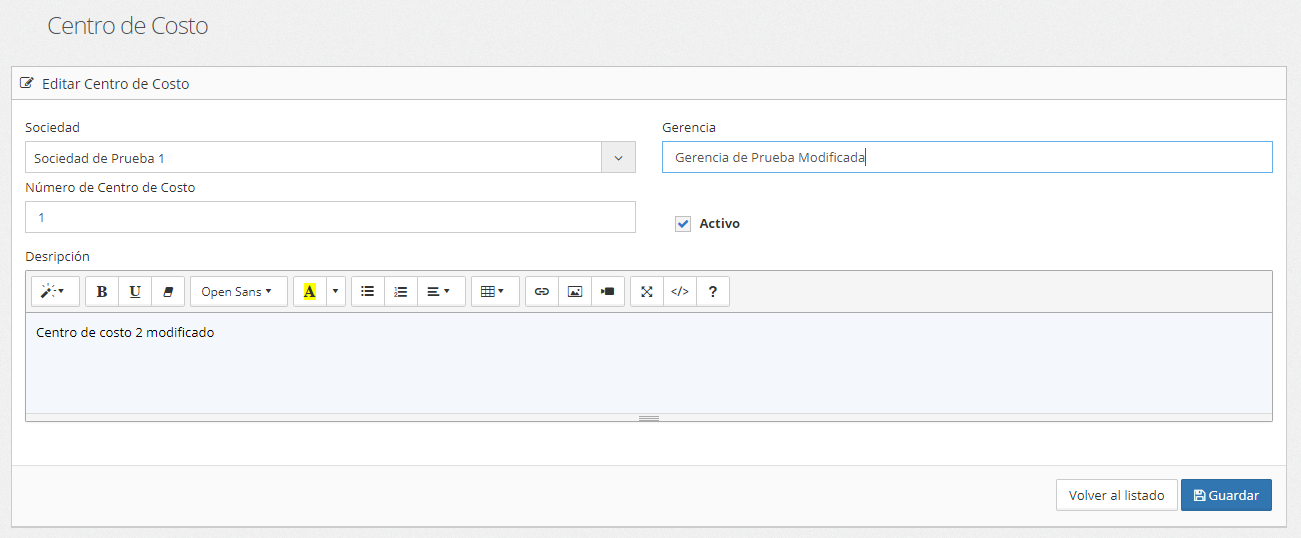 Centro de Costo
Editar Centro de Costo
Sociedad
Gerencia
Sociedad de Prueba 1
Gerencia de Prueba Modificada
Número de Centro de Costo
1
Activo
Desripción
B U Open Sans A </> ?
Centro de costo 2 modificado
Volver al listado
Guardar